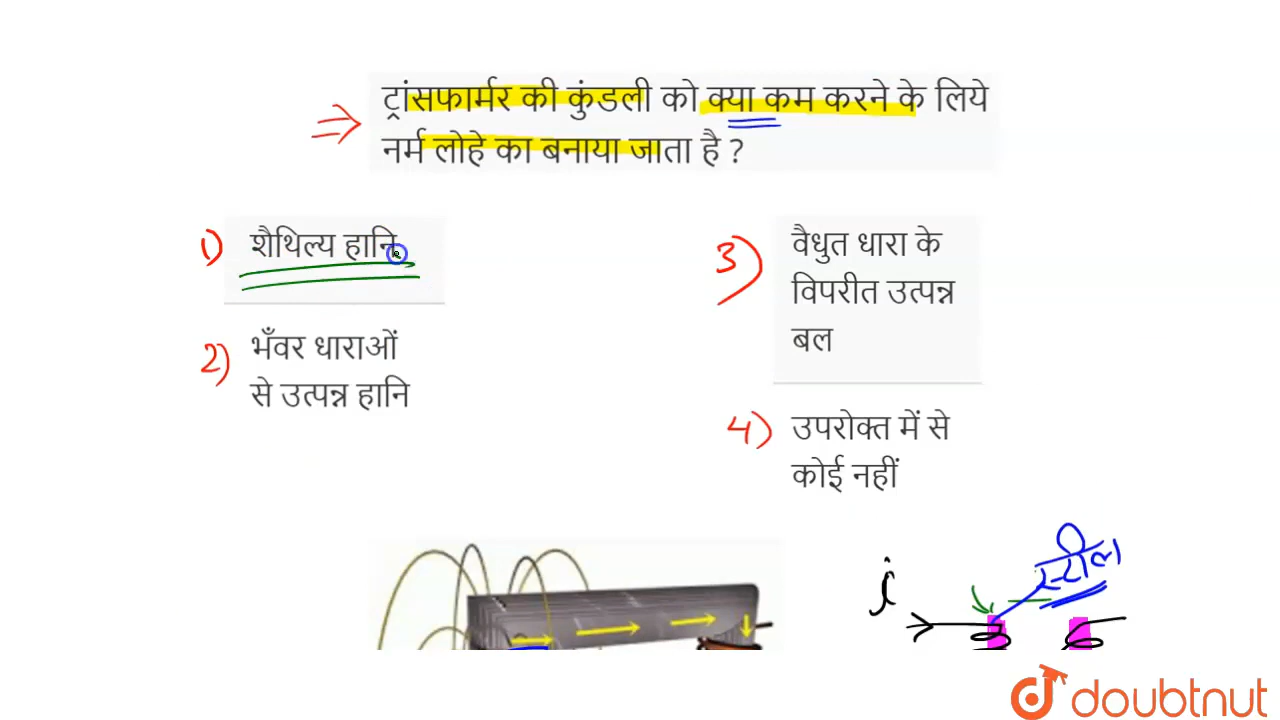 ट्रांसफार्मर की कुंडली को क्या कम करने के लिये
नर्म लोहे का बनाया जाता है ?
1) शैथिल्य हानि
2) भँवर धाराओं
से उत्पन्न हानि
3) वैधुत धारा के
विपरीत उत्पन्न
बल
4) उपरोक्त में से
कोई नहीं
स्टील
i
doubtnut